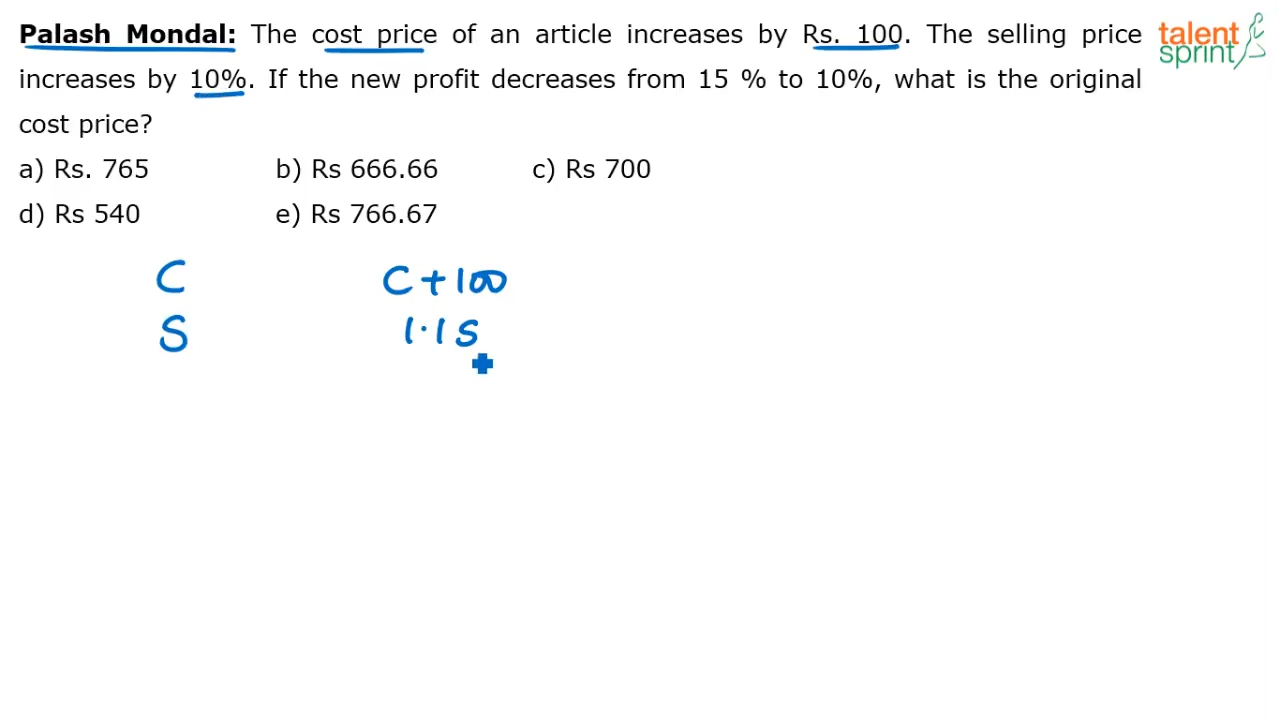 Palash Mondal: The cost price of an article increases by Rs. 100. The selling price
increases by 10%. If the new profit decreases from 15 % to 10%, what is the original
cost price?
a) Rs. 765 b) Rs 666.66 c) Rs 700
d) Rs 540 e) Rs 766.67
talent
sprint
C C + 100
S 1.1S